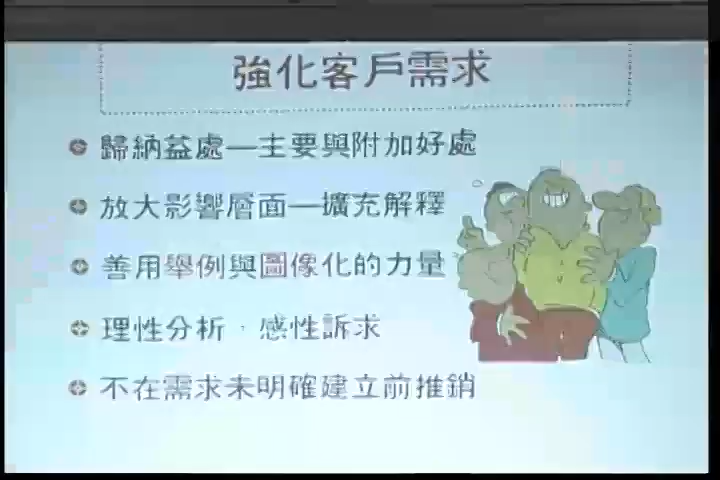 強化客戶需求
歸納益處—主要與附加好處
放大影響層面—擴充解釋
善用舉例與圖像化的力量
理性分析，感性訴求
不在需求未明確建立前推銷